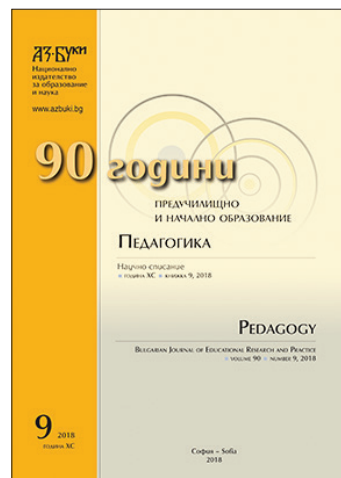 АЗ·БУКИ
Национално
издателство
за образование
и наука
www.azbuki.bg
90 години
ПРЕДУЧИЛИЩНО
И НАЧАЛНО ОБРАЗОВАНИЕ
ПЕДАГОГИКА
Научно списание
ГОДИНА XC КНИЖКА 9, 2018
PEDAGOGY
BULGARIAN JOURNAL OF EDUCATIONAL RESEARCH AND PRACTICE
VOLUME 90 NUMBER 9, 2018
9 2018
ГОДИНА XC
София – Sofia
2018